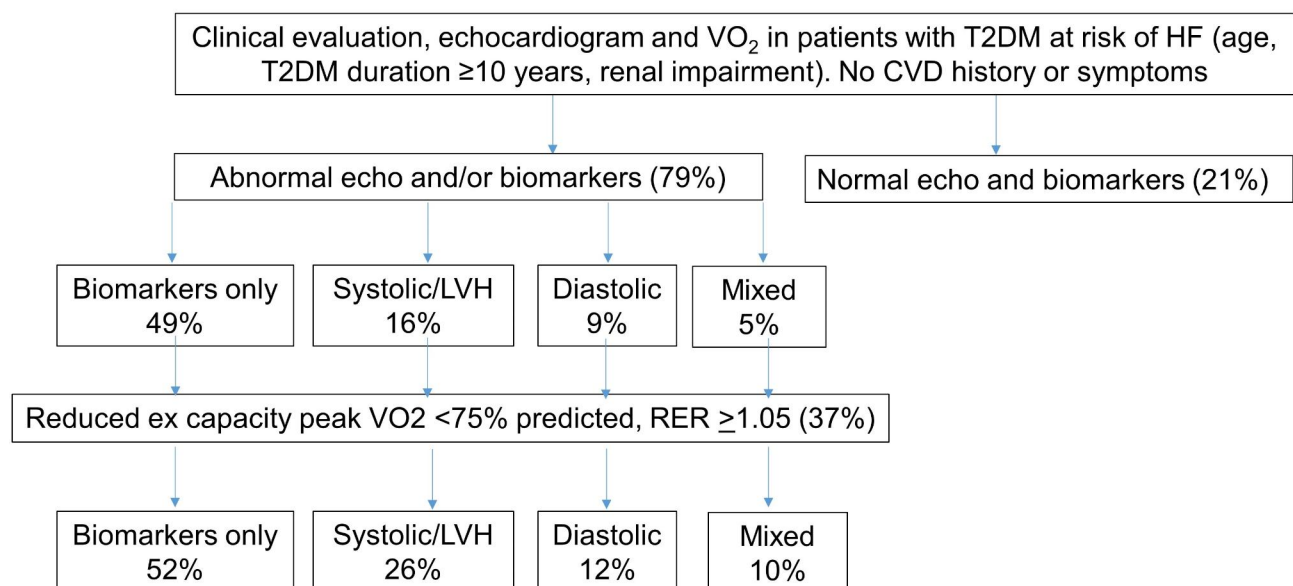 Clinical evaluation, echocardiogram and VO₂ in patients with T2DM at risk of HF (age,
T2DM duration ≥10 years, renal impairment). No CVD history or symptoms
Abnormal echo and/or biomarkers (79%)
Normal echo and biomarkers (21%)
Biomarkers only
49%
Systolic/LVH
16%
Diastolic
9%
Mixed
5%
Reduced ex capacity peak VO2 <75% predicted, RER ≥1.05 (37%)
Biomarkers only
52%
Systolic/LVH
26%
Diastolic
12%
Mixed
10%